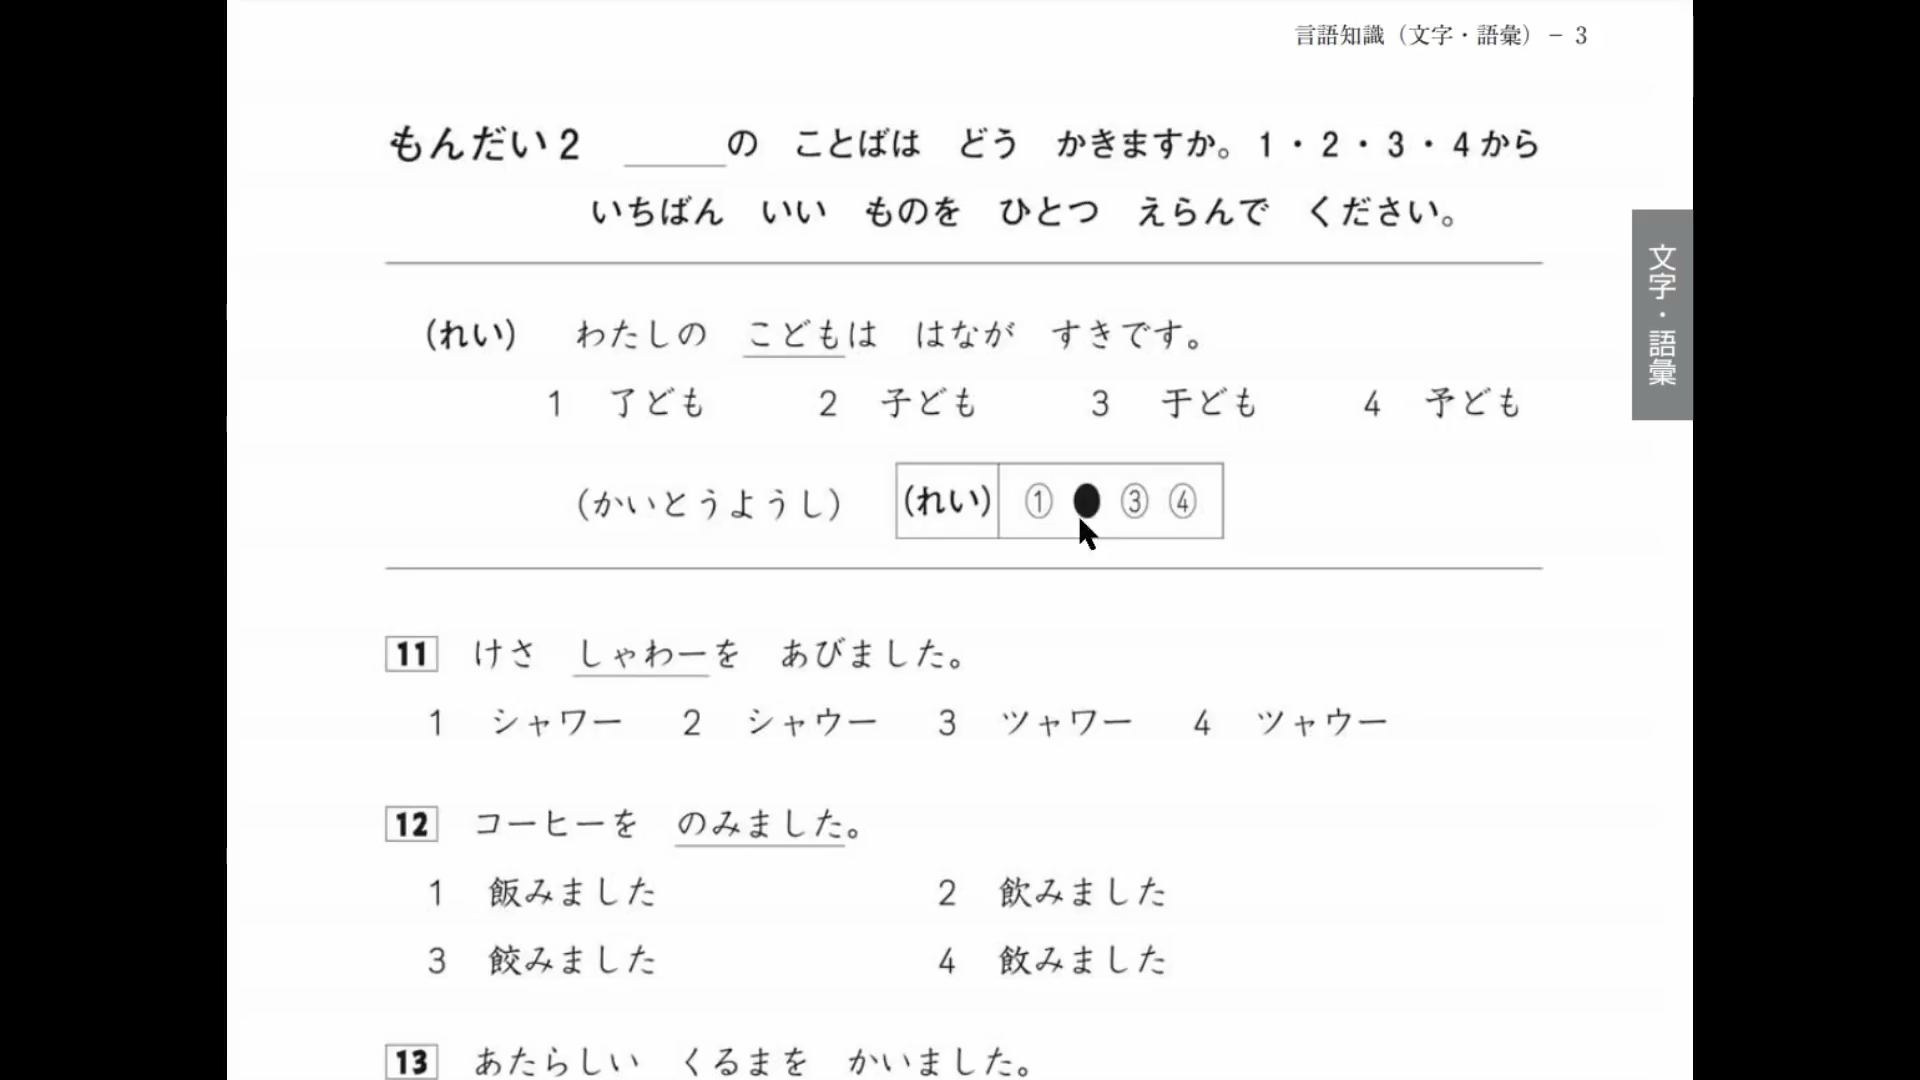 言語知識（文字・語彙）－ 3
もんだい2　＿＿＿の　ことばは　どう　かきますか。1・2・3・4から
いちばん　いい　ものを　ひとつ　えらんで　ください。
文字・語彙
（れい）　わたしの　こどもは　はなが　すきです。
1　了ども　2　子ども　3　于ども　4　予ども
（かいとうようし）　（れい）　①　●　③　④
11　けさ　しゃわーを　あびました。
1　シャワー　2　シャウー　3　ツャワー　4　ツャウー
12　コーヒーを　のみました。
1　飯みました　2　飲みました
3　餃みました　4　飮みました
13　あたらしい　くるまを　かいました。